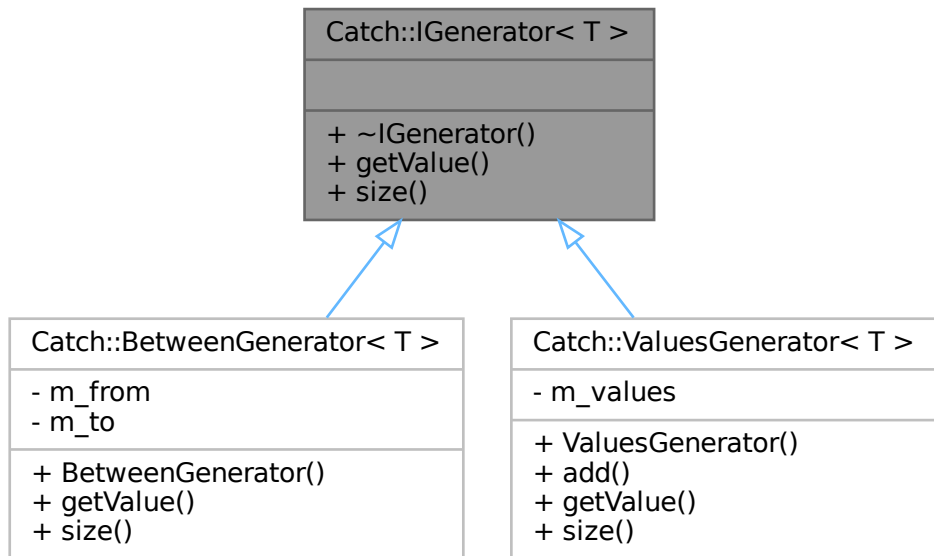 Catch::IGenerator< T >
+ ~IGenerator()
+ getValue()
+ size()
Catch::BetweenGenerator< T >
- m_from
- m_to
+ BetweenGenerator()
+ getValue()
+ size()
Catch::ValuesGenerator< T >
- m_values
+ ValuesGenerator()
+ add()
+ getValue()
+ size()